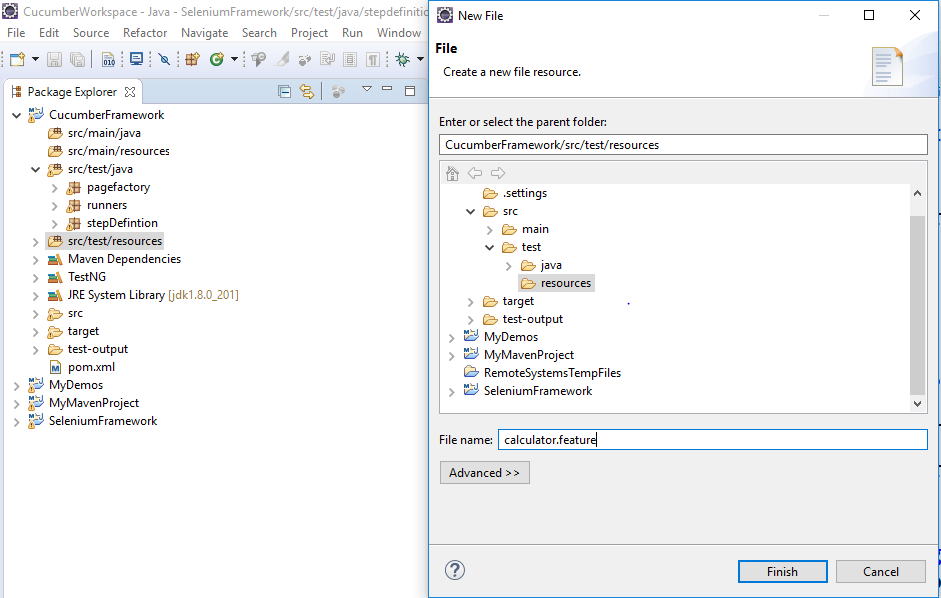 CucumberWorkspace - Java - SeleniumFramework/src/test/java/stepdefinitio
File Edit Source Refactor Navigate Search Project Run Window
010
Package Explorer
CucumberFramework
src/main/java
src/main/resources
src/test/java
pagefactory
runners
stepDefintion
src/test/resources
Maven Dependencies
TestNG
JRE System Library [jdk1.8.0_201]
src
target
test-output
pom.xml
MyDemos
MyMavenProject
SeleniumFramework
New File
File
Create a new file resource.
Enter or select the parent folder:
CucumberFramework/src/test/resources
.settings
src
main
test
java
resources
target
test-output
MyDemos
MyMavenProject
RemoteSystemsTempFiles
SeleniumFramework
File name: calculator.feature
Advanced >>
?
Finish Cancel